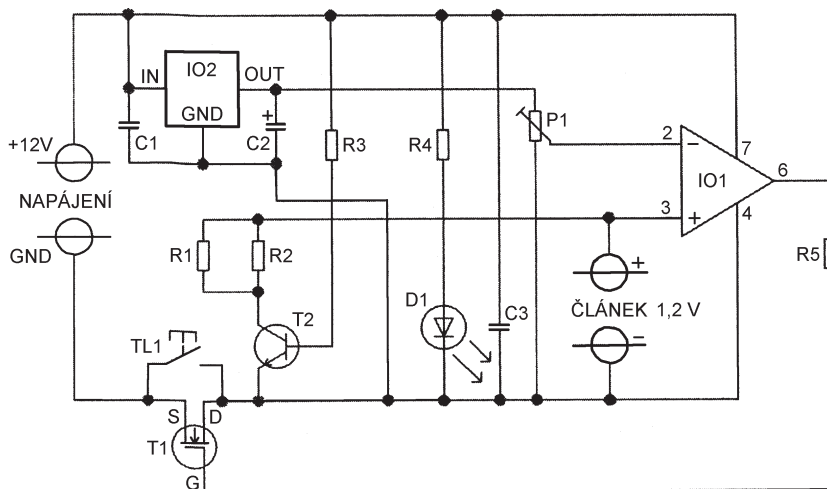 IN
IO2
OUT
GND
+
C1
C2
R3
R4
P1
+12V
NAPÁJENÍ
GND
2
−
7
IO1
6
3
+
4
R1
R2
R5
T2
D1
C3
+
ČLÁNEK 1,2 V
−
TL1
S
D
T1
G